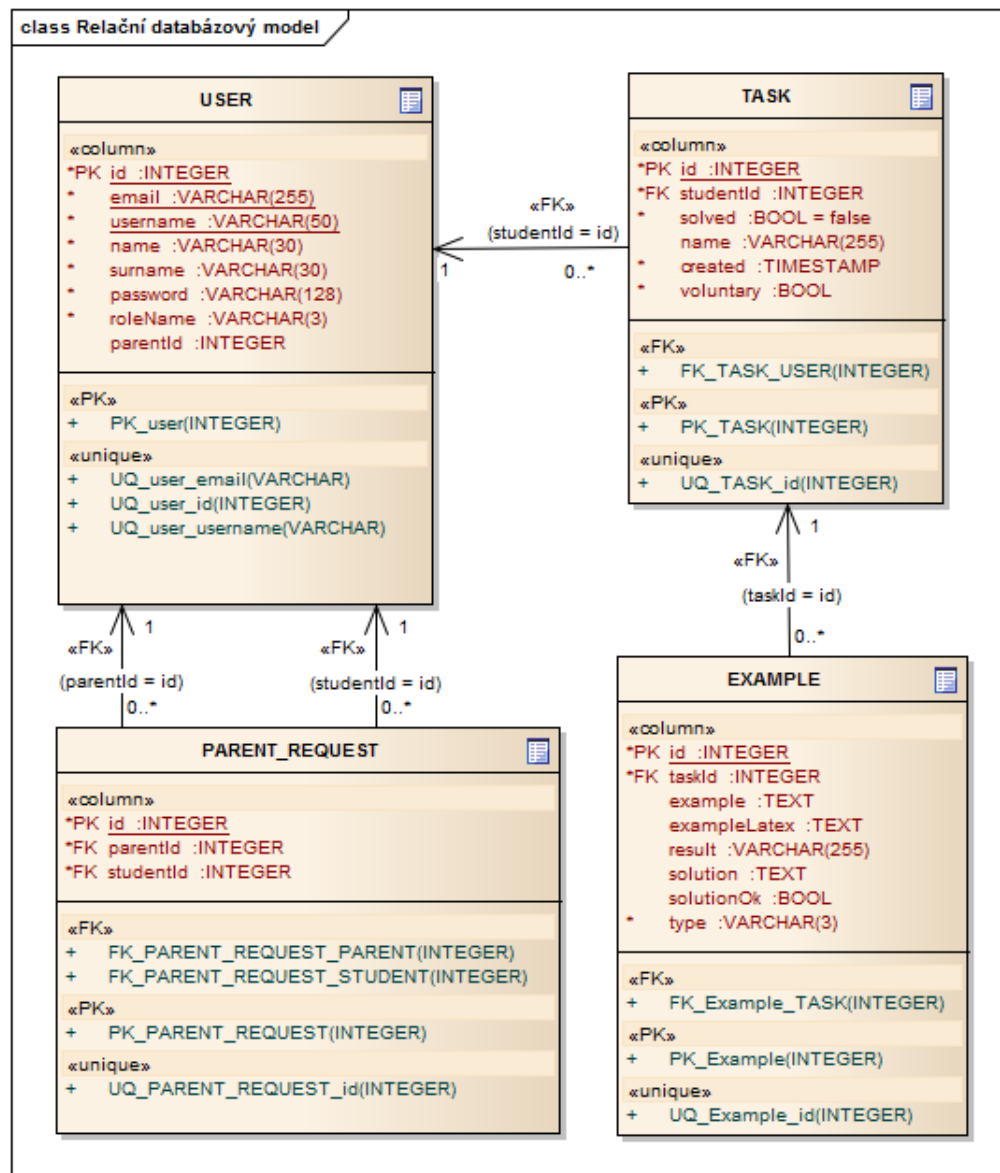 class Relační databázový model
USER
«column»
*PK id :INTEGER
* email :VARCHAR(255)
* username :VARCHAR(50)
* name :VARCHAR(30)
* surname :VARCHAR(30)
* password :VARCHAR(128)
* roleName :VARCHAR(3)
parentId :INTEGER
«PK»
+ PK_user(INTEGER)
«unique»
+ UQ_user_email(VARCHAR)
+ UQ_user_id(INTEGER)
+ UQ_user_username(VARCHAR)
«FK»
(studentId = id)
1
0..*
TASK
«column»
*PK id :INTEGER
*FK studentId :INTEGER
* solved :BOOL = false
name :VARCHAR(255)
* created :TIMESTAMP
* voluntary :BOOL
«FK»
+ FK_TASK_USER(INTEGER)
«PK»
+ PK_TASK(INTEGER)
«unique»
+ UQ_TASK_id(INTEGER)
1
«FK»
(parentId = id)
0..*
1
«FK»
(studentId = id)
0..*
1
«FK»
(taskId = id)
0..*
PARENT_REQUEST
«column»
*PK id :INTEGER
*FK parentId :INTEGER
*FK studentId :INTEGER
«FK»
+ FK_PARENT_REQUEST_PARENT(INTEGER)
+ FK_PARENT_REQUEST_STUDENT(INTEGER)
«PK»
+ PK_PARENT_REQUEST(INTEGER)
«unique»
+ UQ_PARENT_REQUEST_id(INTEGER)
EXAMPLE
«column»
*PK id :INTEGER
*FK taskId :INTEGER
example :TEXT
exampleLatex :TEXT
result :VARCHAR(255)
solution :TEXT
solutionOk :BOOL
* type :VARCHAR(3)
«FK»
+ FK_Example_TASK(INTEGER)
«PK»
+ PK_Example(INTEGER)
«unique»
+ UQ_Example_id(INTEGER)